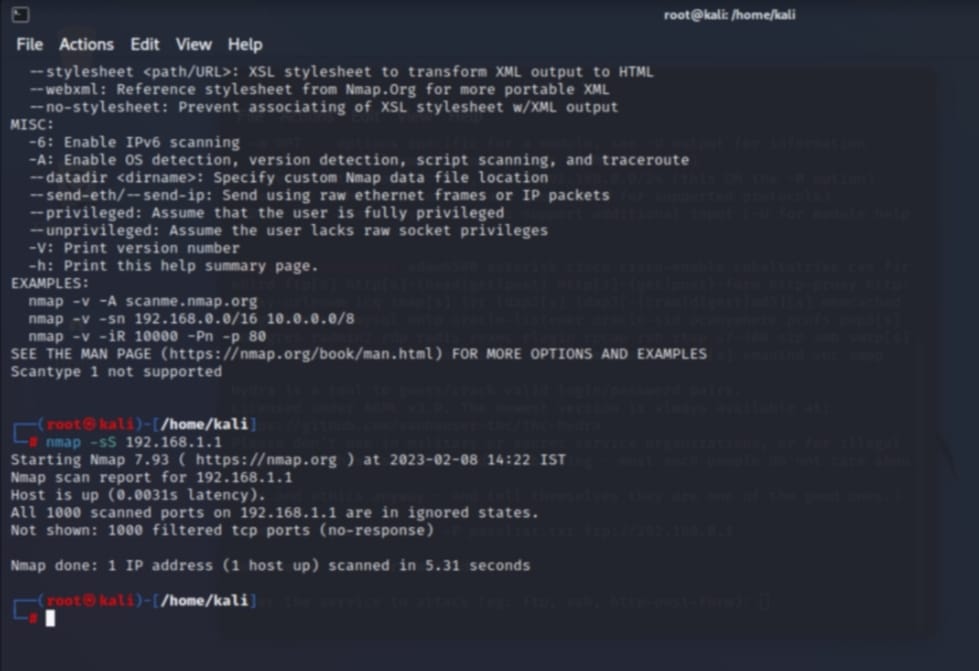 root@kali: /home/kali
File Actions Edit View Help
--stylesheet <path/URL>: XSL stylesheet to transform XML output to HTML
--webxml: Reference stylesheet from Nmap.Org for more portable XML
--no-stylesheet: Prevent associating of XSL stylesheet w/XML output
MISC:
-6: Enable IPv6 scanning
-A: Enable OS detection, version detection, script scanning, and traceroute
--datadir <dirname>: Specify custom Nmap data file location
--send-eth/--send-ip: Send using raw ethernet frames or IP packets
--privileged: Assume that the user is fully privileged
--unprivileged: Assume the user lacks raw socket privileges
-V: Print version number
-h: Print this help summary page.
EXAMPLES:
nmap -v -A scanme.nmap.org
nmap -v -sn 192.168.0.0/16 10.0.0.0/8
nmap -v -iR 10000 -Pn -p 80
SEE THE MAN PAGE (https://nmap.org/book/man.html) FOR MORE OPTIONS AND EXAMPLES
Scantype 1 not supported
(root㉿kali)-[/home/kali]
# nmap -sS 192.168.1.1
Starting Nmap 7.93 ( https://nmap.org ) at 2023-02-08 14:22 IST
Nmap scan report for 192.168.1.1
Host is up (0.0031s latency).
All 1000 scanned ports on 192.168.1.1 are in ignored states.
Not shown: 1000 filtered tcp ports (no-response)
Nmap done: 1 IP address (1 host up) scanned in 5.31 seconds
(root㉿kali)-[/home/kali]
#